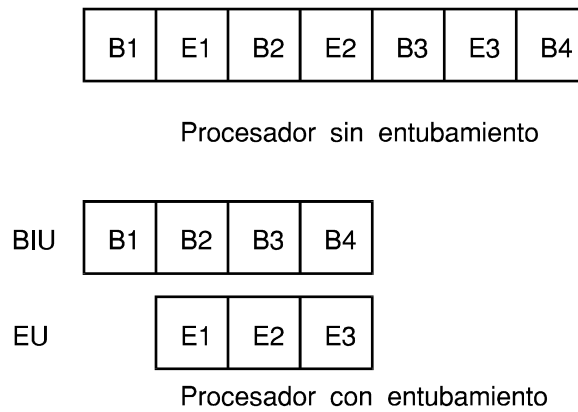 B1 E1 B2 E2 B3 E3 B4
Procesador sin entubamiento
BIU B1 B2 B3 B4
EU E1 E2 E3
Procesador con entubamiento